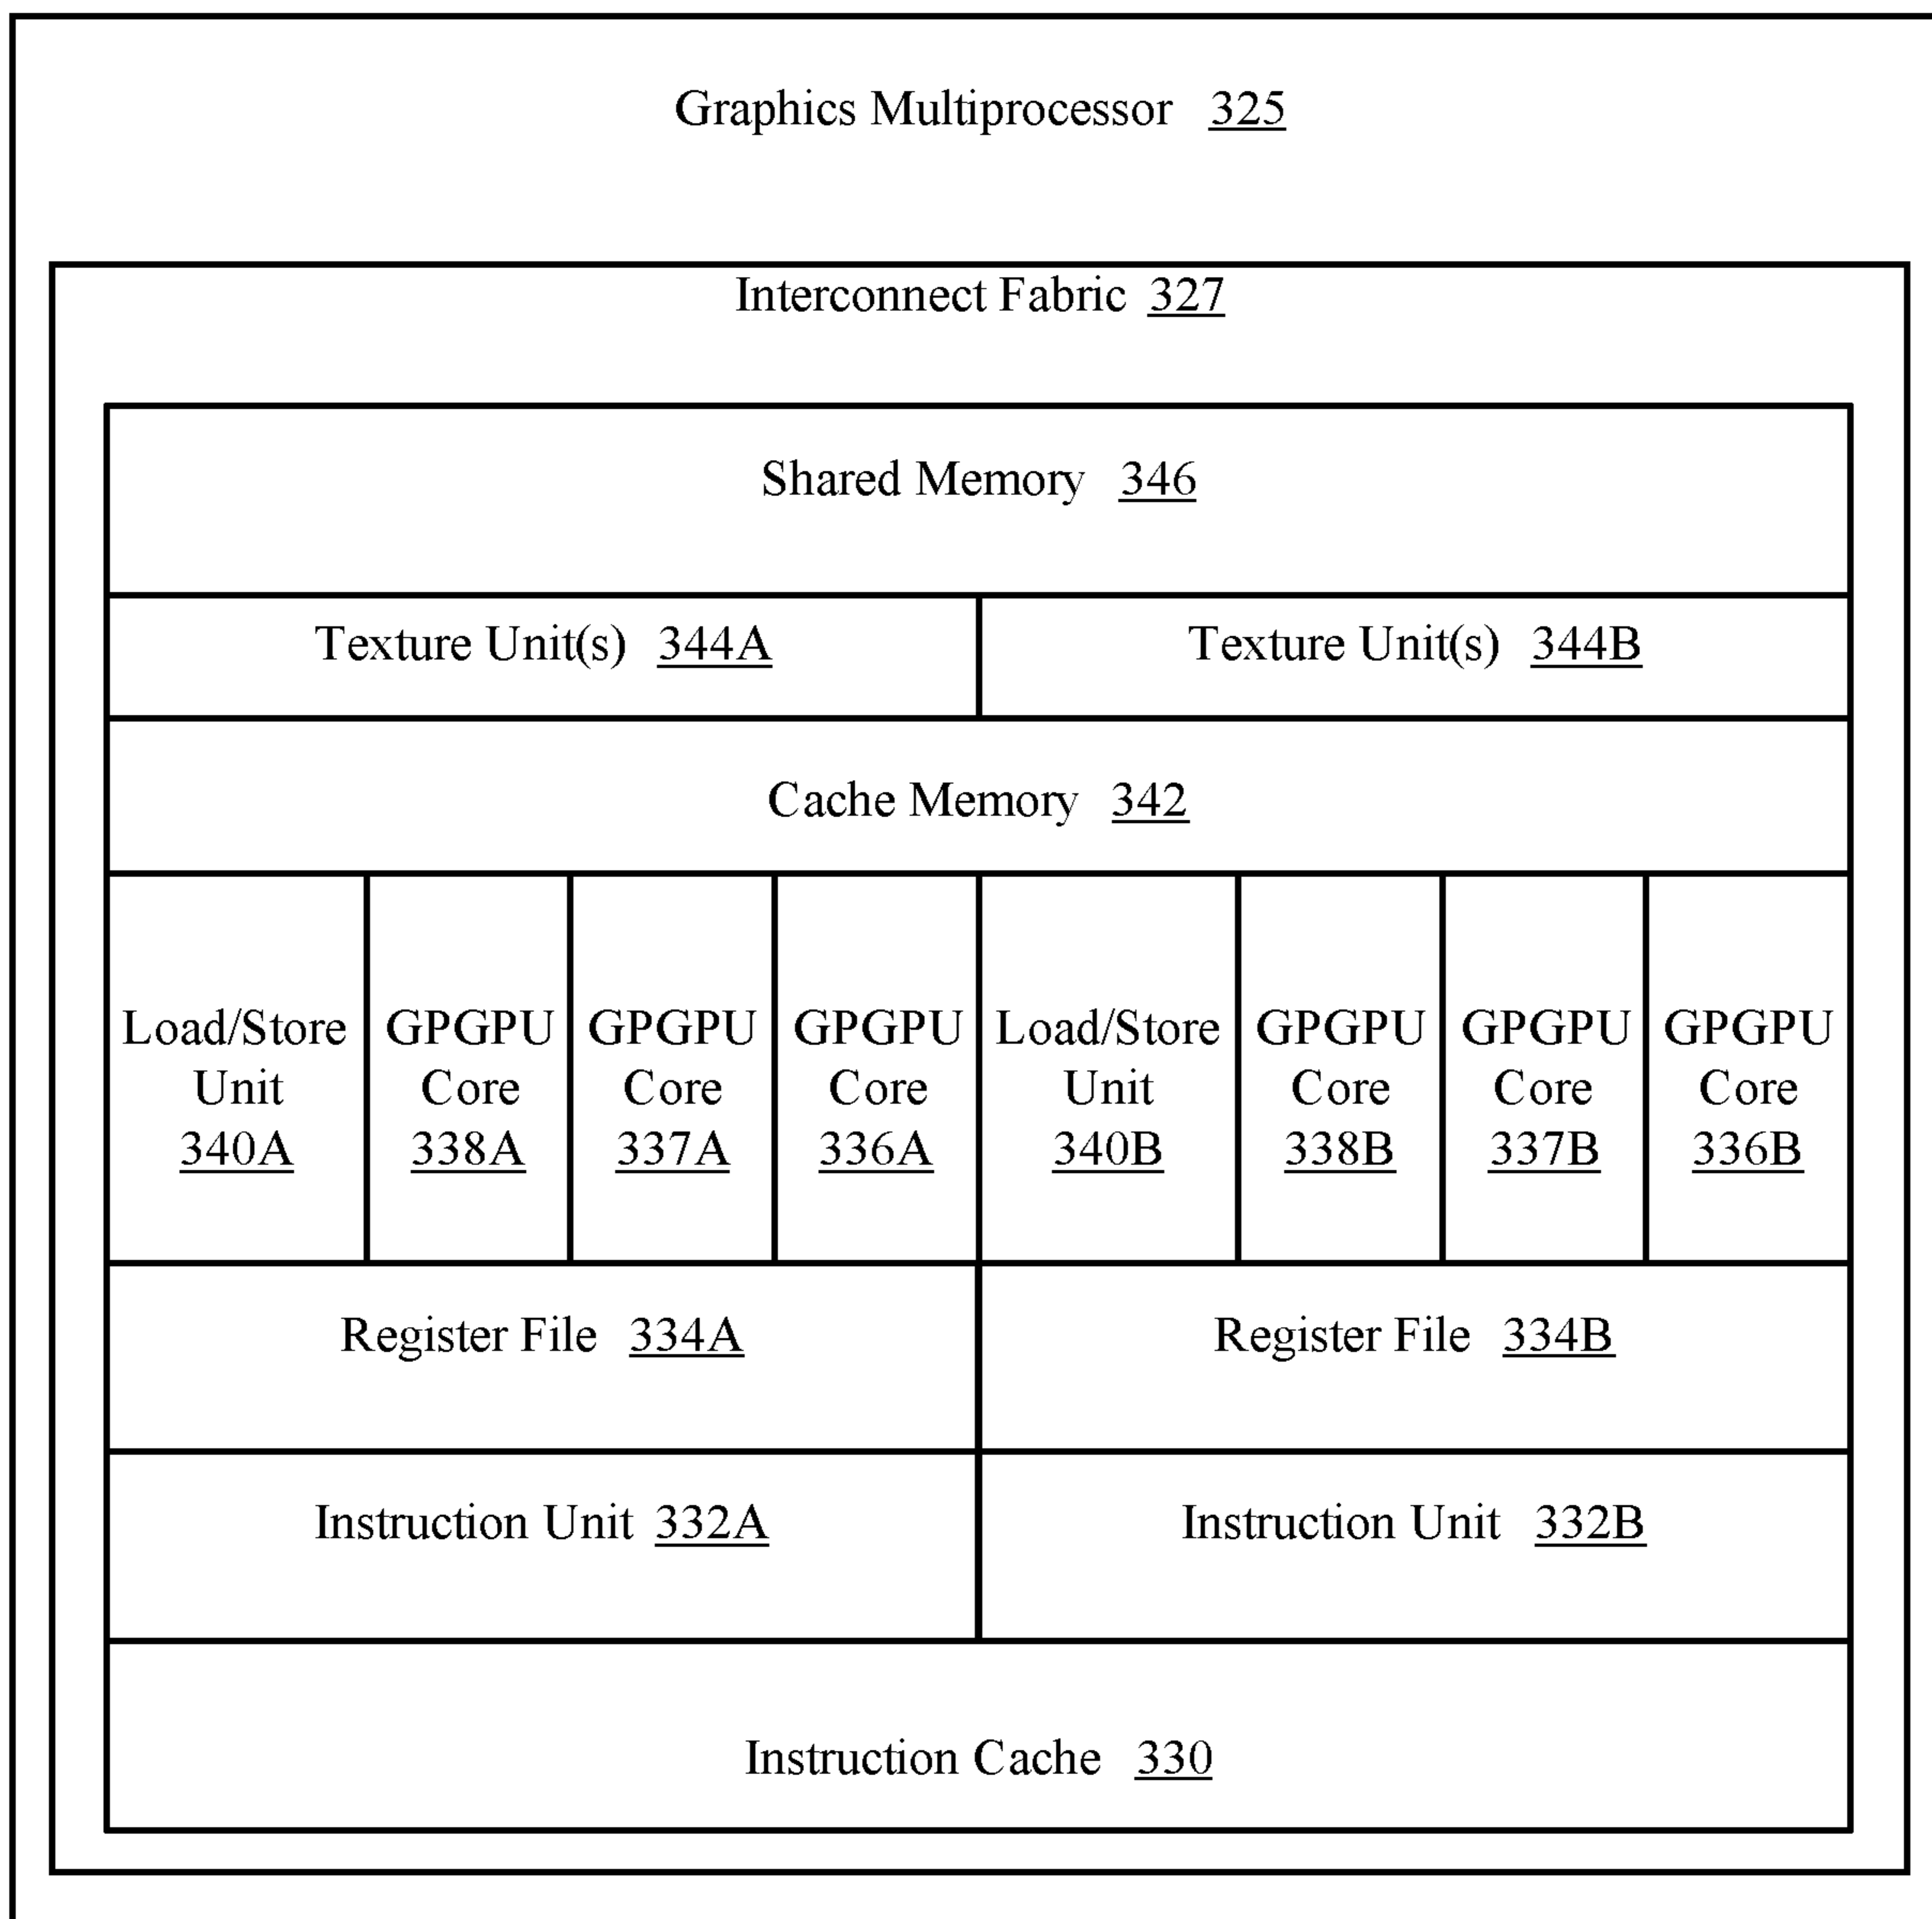 Graphics Multiprocessor 325
Interconnect Fabric 327
Shared Memory 346
Texture Unit(s) 344A
Texture Unit(s) 344B
Cache Memory 342
Load/Store
Unit
340A
GPGPU
Core
338A
GPGPU
Core
337A
GPGPU
Core
336A
Load/Store
Unit
340B
GPGPU
Core
338B
GPGPU
Core
337B
GPGPU
Core
336B
Register File 334A
Register File 334B
Instruction Unit 332A
Instruction Unit 332B
Instruction Cache 330